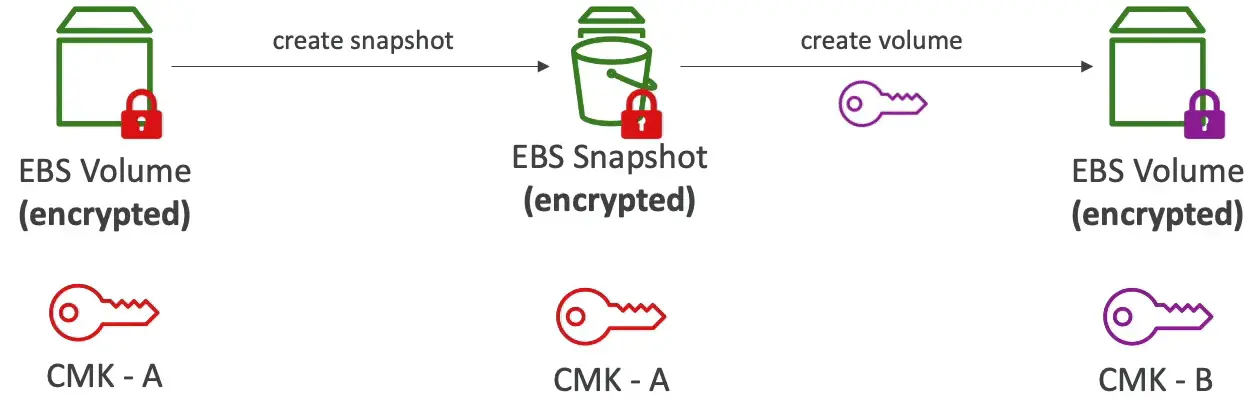 create snapshot
create volume
EBS Volume
(encrypted)
EBS Snapshot
(encrypted)
EBS Volume
(encrypted)
CMK - A
CMK - A
CMK - B